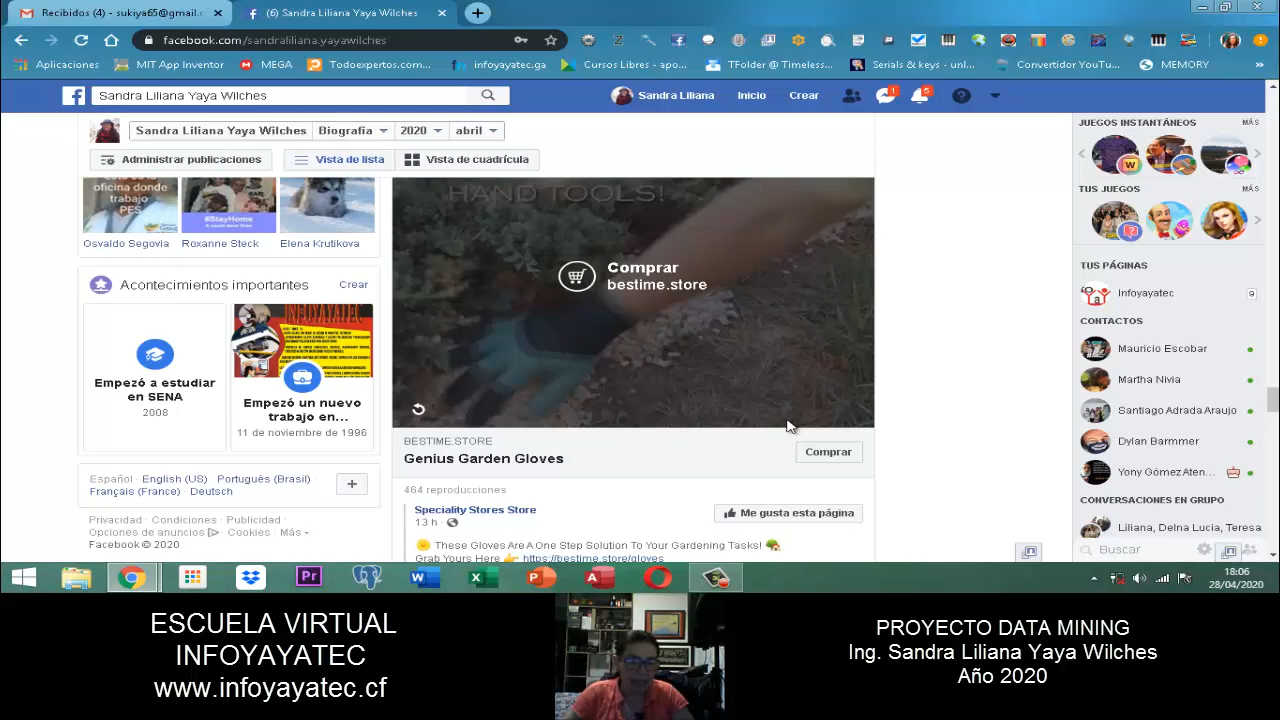 Recibidos (4) - sukiya65@gmail.c
(6) Sandra Liliana Yaya Wilches
facebook.com/sandraliliana.yayawilches
Aplicaciones
MIT App Inventor
MEGA
Todoexpertos.com...
infoyayatec.ga
Cursos Libres - apo...
TFolder @ Timeless...
Serials & keys - unl...
Convertidor YouTu...
MEMORY
Sandra Liliana Yaya Wilches
Sandra Liliana
Inicio
Crear
1
5
Sandra Liliana Yaya Wilches
Biografía
2020
abril
Administrar publicaciones
Vista de lista
Vista de cuadrícula
oficina donde
trabajo
#StayHome
Osvaldo Segovia
Roxanne Steck
Elena Krutikova
Acontecimientos importantes
Crear
Empezó a estudiar
en SENA
2008
INFOYAYATEC
Empezó un nuevo
trabajo en...
11 de noviembre de 1996
Español · English (US) · Português (Brasil) ·
Français (France) · Deutsch
Privacidad · Condiciones · Publicidad ·
Opciones de anuncios · Cookies · Más
Facebook © 2020
HAND TOOLS!
Comprar
bestime.store
BESTIME.STORE
Genius Garden Gloves
Comprar
464 reproducciones
Speciality Stores Store
13 h ·
Me gusta esta página
These Gloves Are A One Step Solution To Your Gardening Tasks!
Grab Yours Here https://bestime.store/gloves
JUEGOS INSTANTÁNEOS
MÁS
TUS JUEGOS
MÁS
TUS PÁGINAS
Infoyayatec
9
CONTACTOS
Mauricio Escobar
Martha Nivia
Santiago Adrada Araujo
Dylan Barmmer
Yony Gómez Aten...
CONVERSACIONES EN GRUPO
Liliana, Delna Lucia, Teresa
Buscar
18:06
28/04/2020
ESCUELA VIRTUAL
INFOYAYATEC
www.infoyayatec.cf
PROYECTO DATA MINING
Ing. Sandra Liliana Yaya Wilches
Año 2020